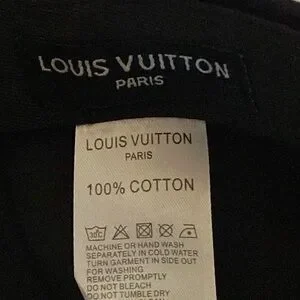 LOUIS VUITTON
PARIS
LOUIS VUITTON
PARIS
100% COTTON
30C
MACHINE OR HAND WASH
SEPARATELY IN COLD WATER
TURN GARMENT IN SIDE OUT
FOR WASHING
REMOVE PROMPTLY
DO NOT BLEACH
DO NOT TUMBLE DRY